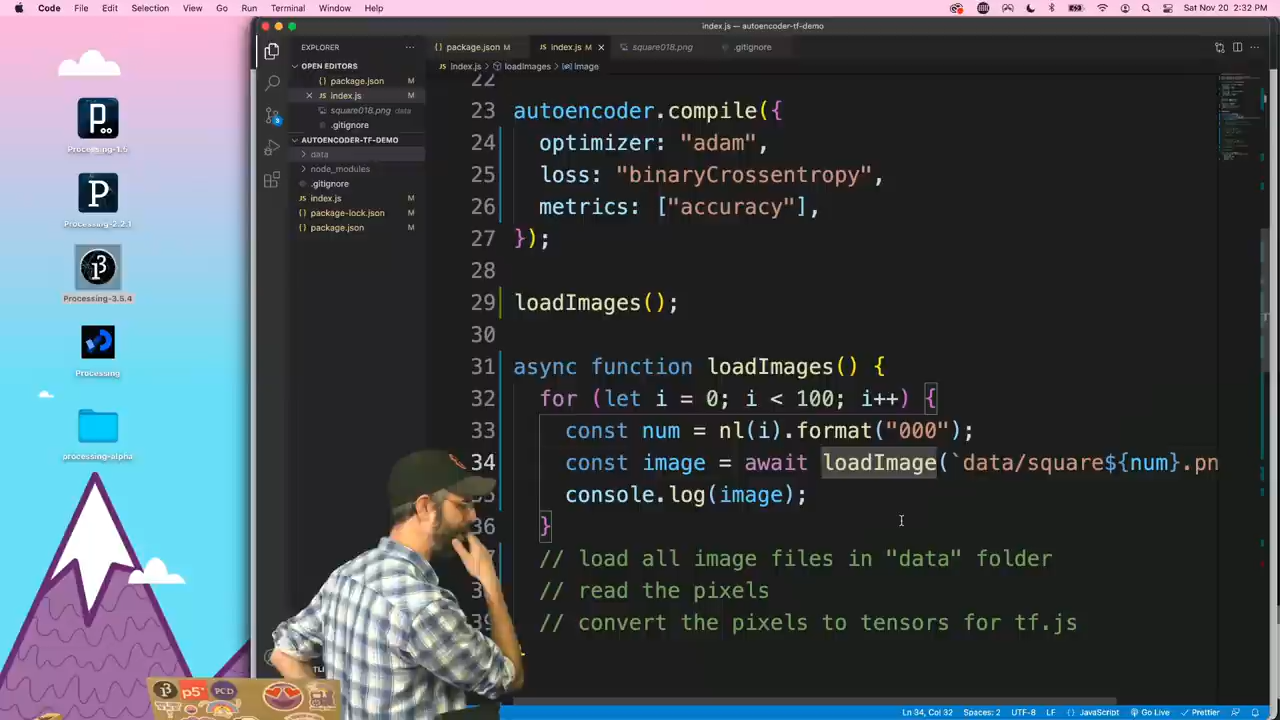 Code File Edit Selection View Go Run Terminal Window Help
Sat Nov 20 2:32 PM
index.js — autoencoder-tf-demo
EXPLORER
package.json M
index.js M
square018.png
.gitignore
index.js > loadImages > image
OPEN EDITORS
package.json M
index.js M
square018.png data
.gitignore
AUTOENCODER-TF-DEMO
data
node_modules
.gitignore
index.js M
package-lock.json M
package.json M
Processing-1.5
Processing-2.2.1
Processing-3.5.4
Processing
processing-alpha
22
23 autoencoder.compile({
24 optimizer: "adam",
25 loss: "binaryCrossentropy",
26 metrics: ["accuracy"],
27 });
28
29 loadImages();
30
31 async function loadImages() {
32 for (let i = 0; i < 100; i++) {
33 const num = nl(i).format("000");
34 const image = await loadImage(`data/square${num}.pn
console.log(image);
36 }
// load all image files in "data" folder
// read the pixels
// convert the pixels to tensors for tf.js
p5*
PCD
Ln 34, Col 32 Spaces: 2 UTF-8 LF {} JavaScript Go Live Prettier